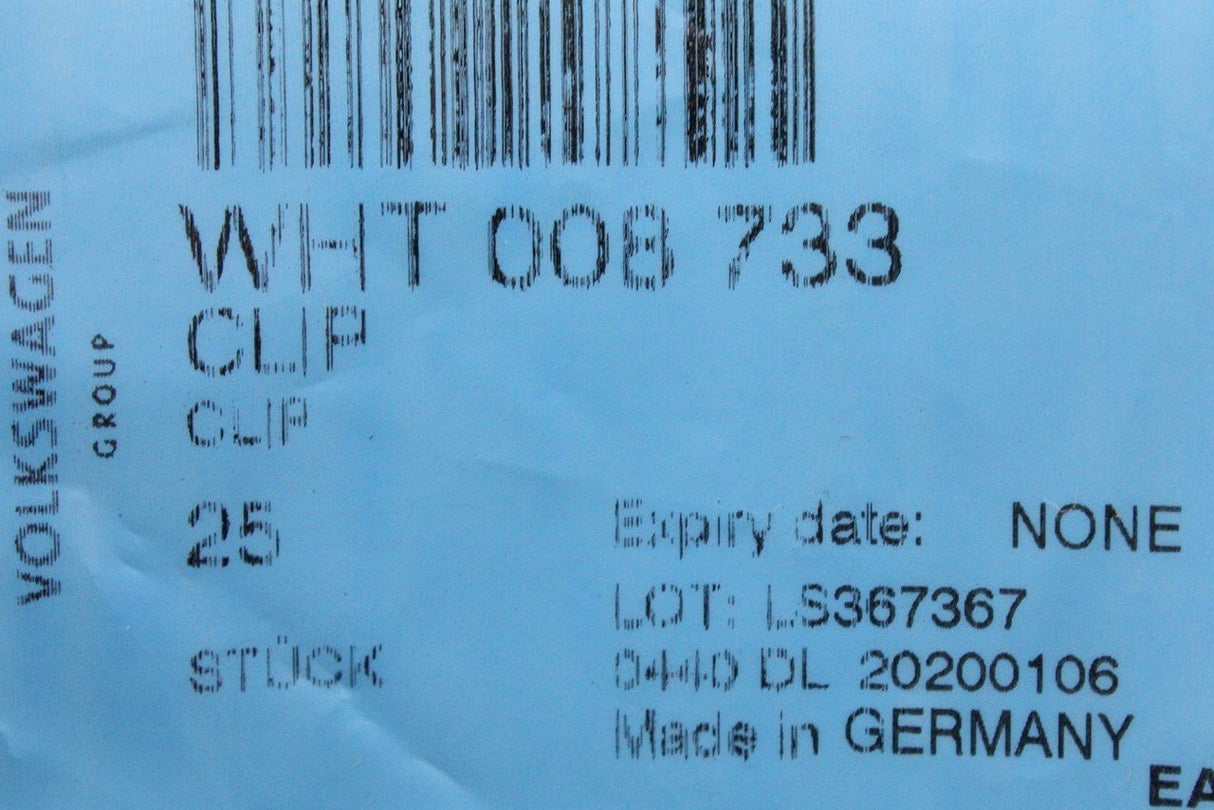 VOLKSWAGEN
GROUP
WHT 008 733
CLIP
CLIP
25
STÜCK
Expiry date: NONE
LOT: LS367367
DL 20200106
Made in GERMANY
EA